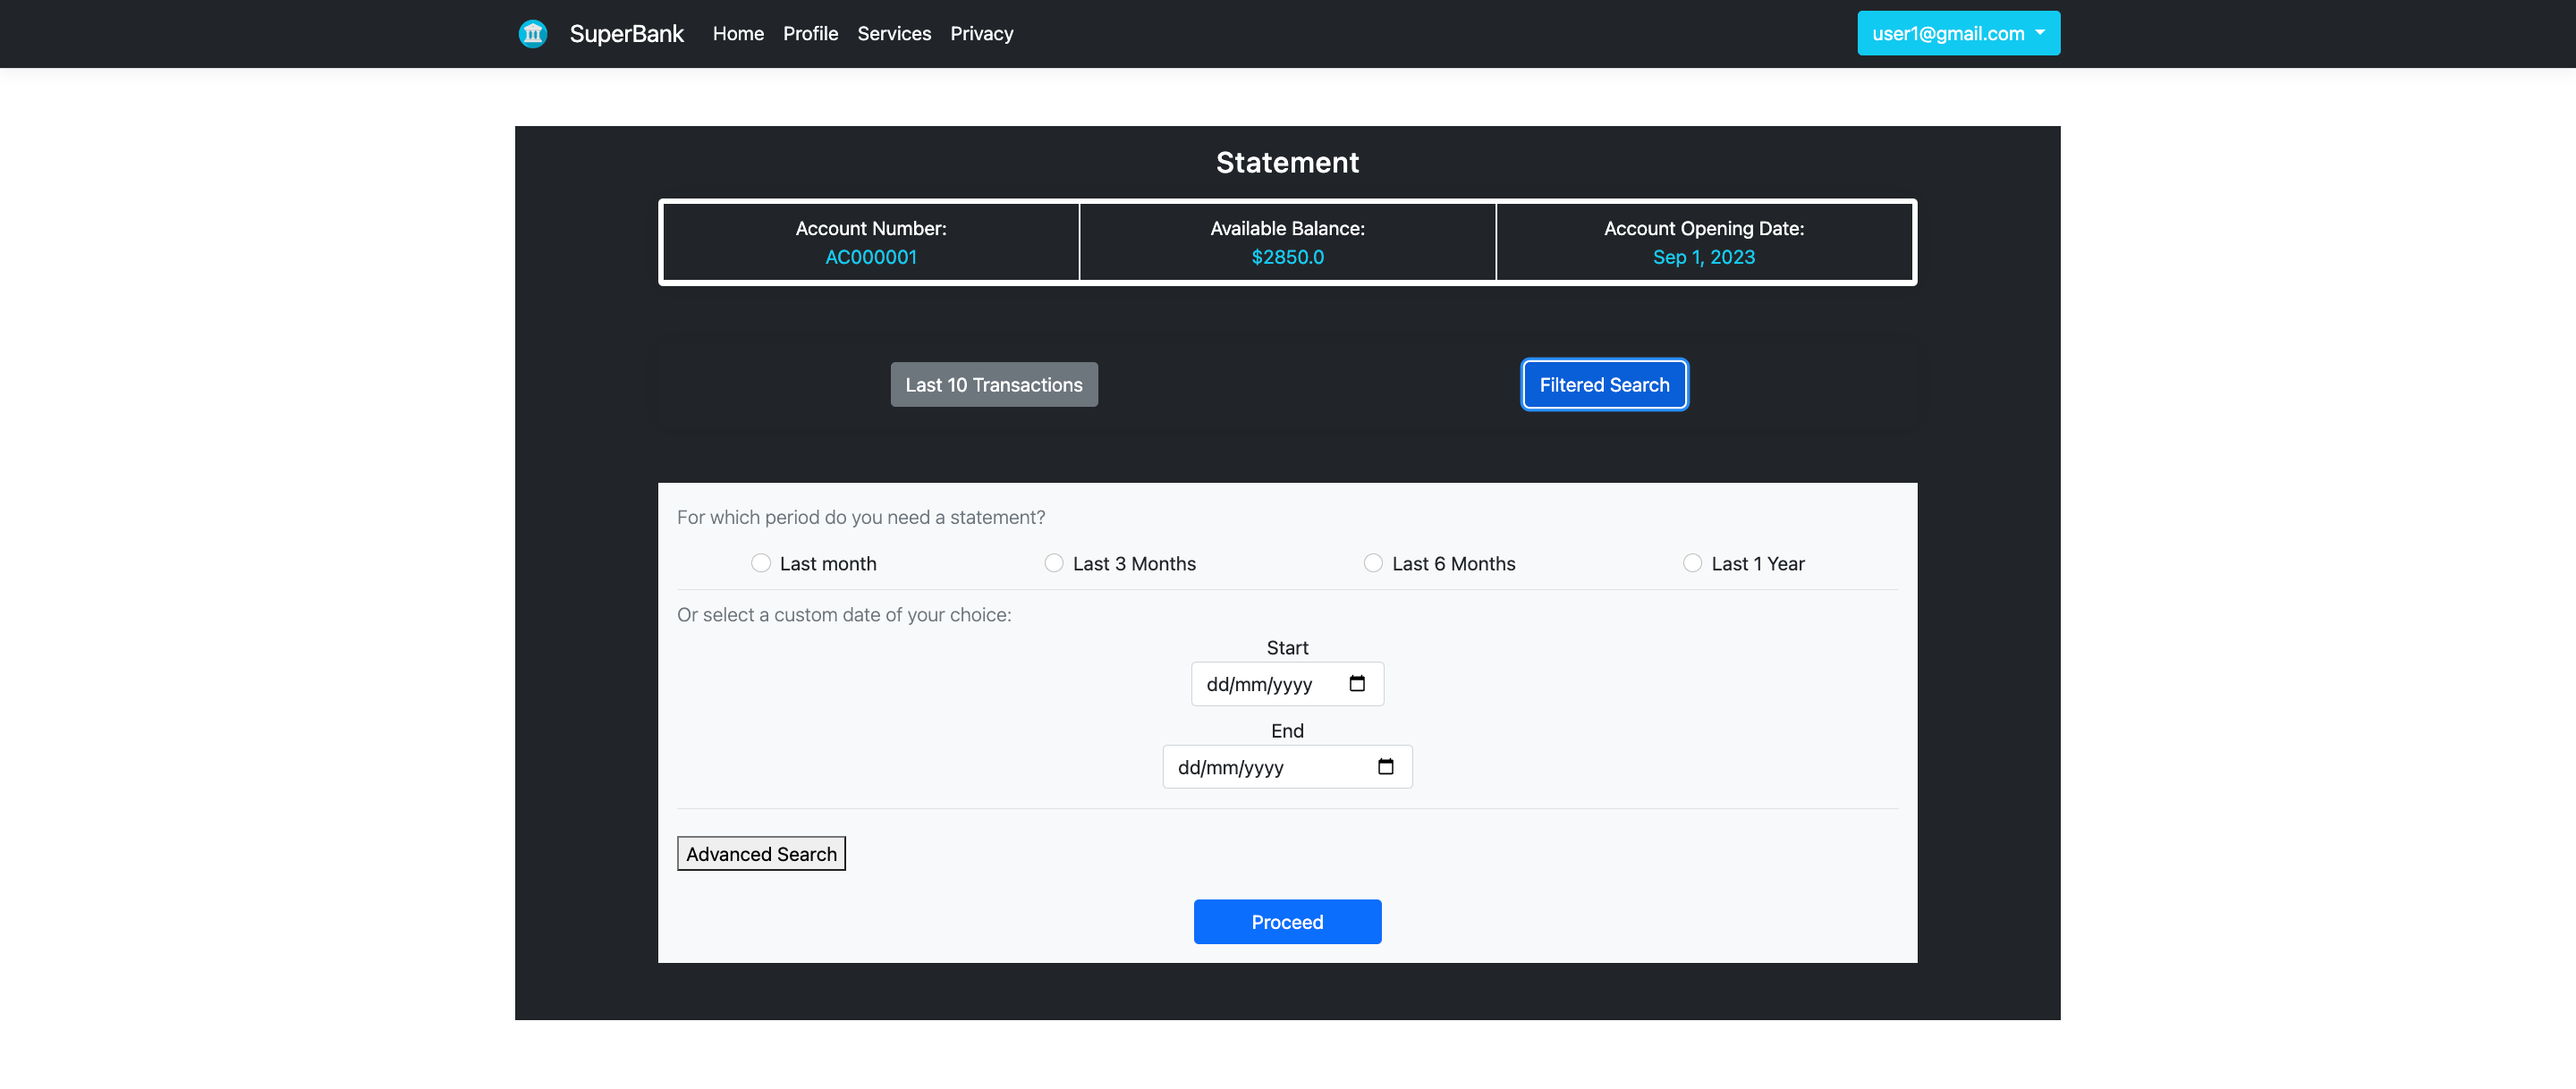 SuperBank Home Profile Services Privacy user1@gmail.com
Statement
Account Number: Available Balance: Account Opening Date:
AC000001 $2850.0 Sep 1, 2023
Last 10 Transactions Filtered Search
For which period do you need a statement?
Last month Last 3 Months Last 6 Months Last 1 Year
Or select a custom date of your choice:
Start
dd/mm/yyyy
End
dd/mm/yyyy
Advanced Search
Proceed